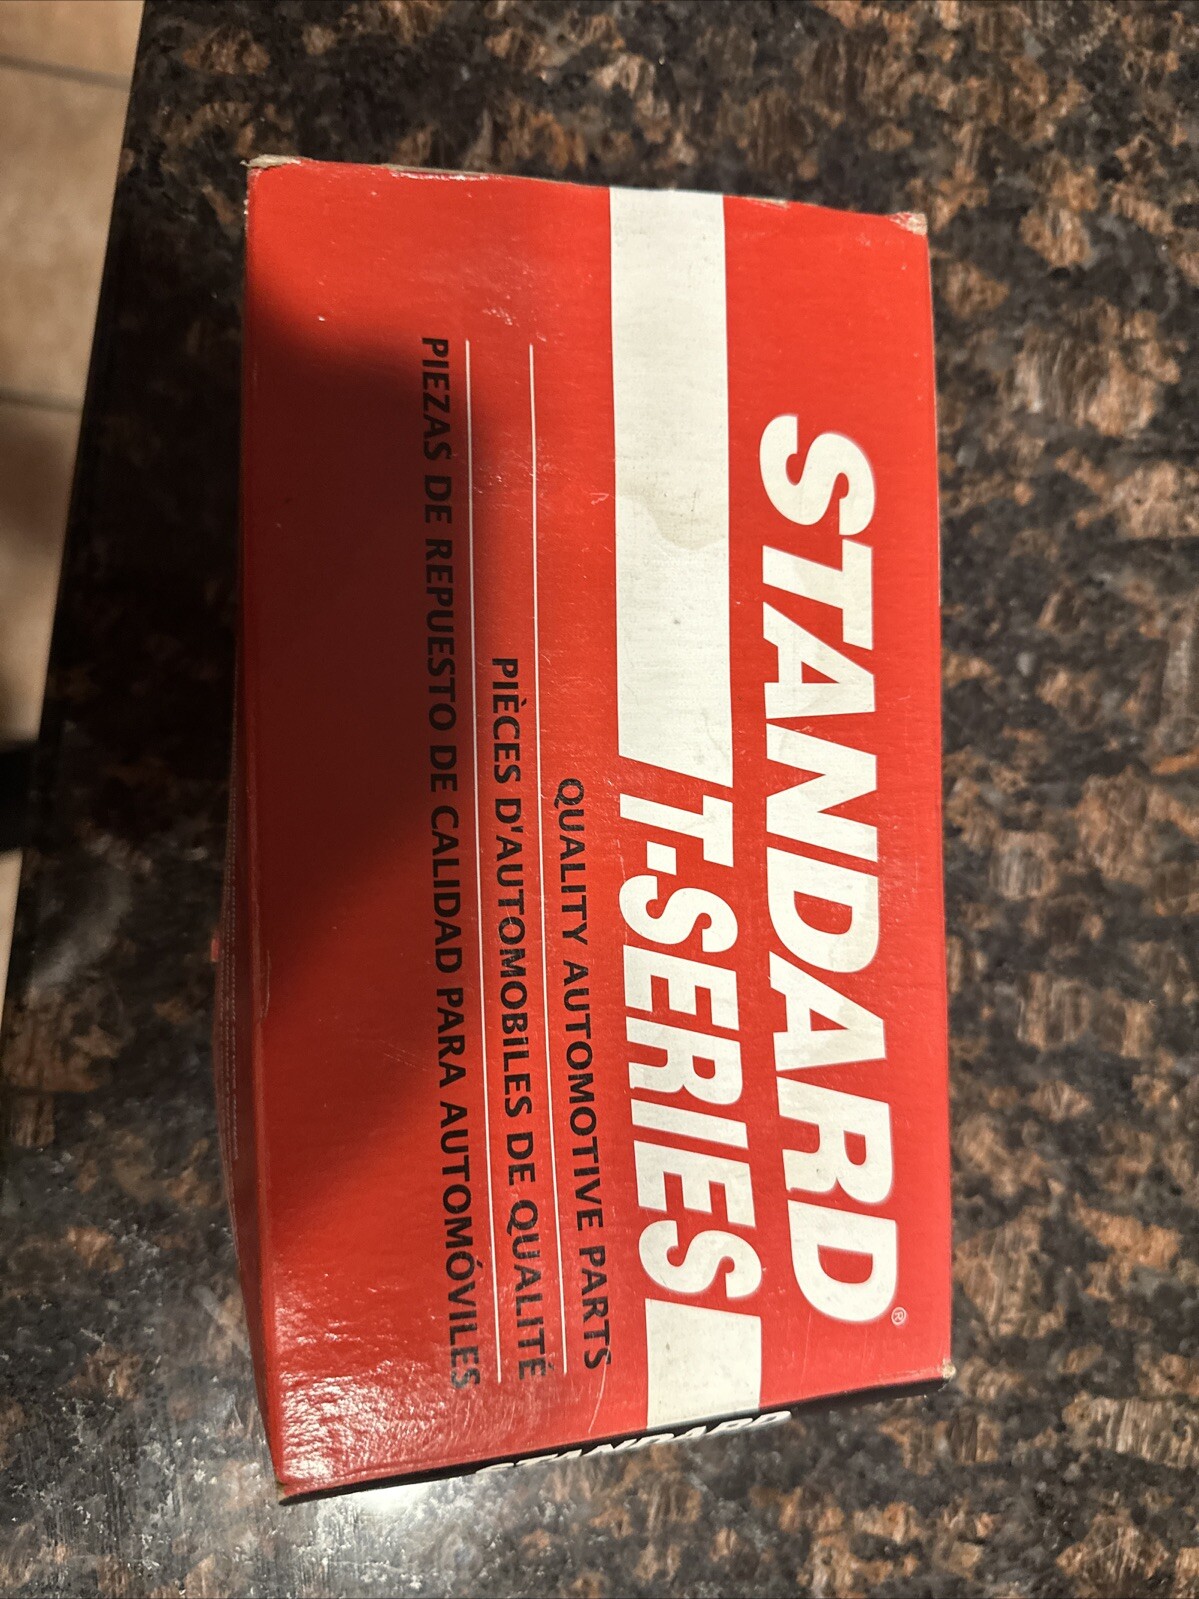 STANDARD®
T-SERIES
QUALITY AUTOMOTIVE PARTS
PIÈCES D'AUTOMOBILES DE QUALITÉ
PIEZAS DE REPUESTO DE CALIDAD PARA AUTOMÓVILES
STANDARD